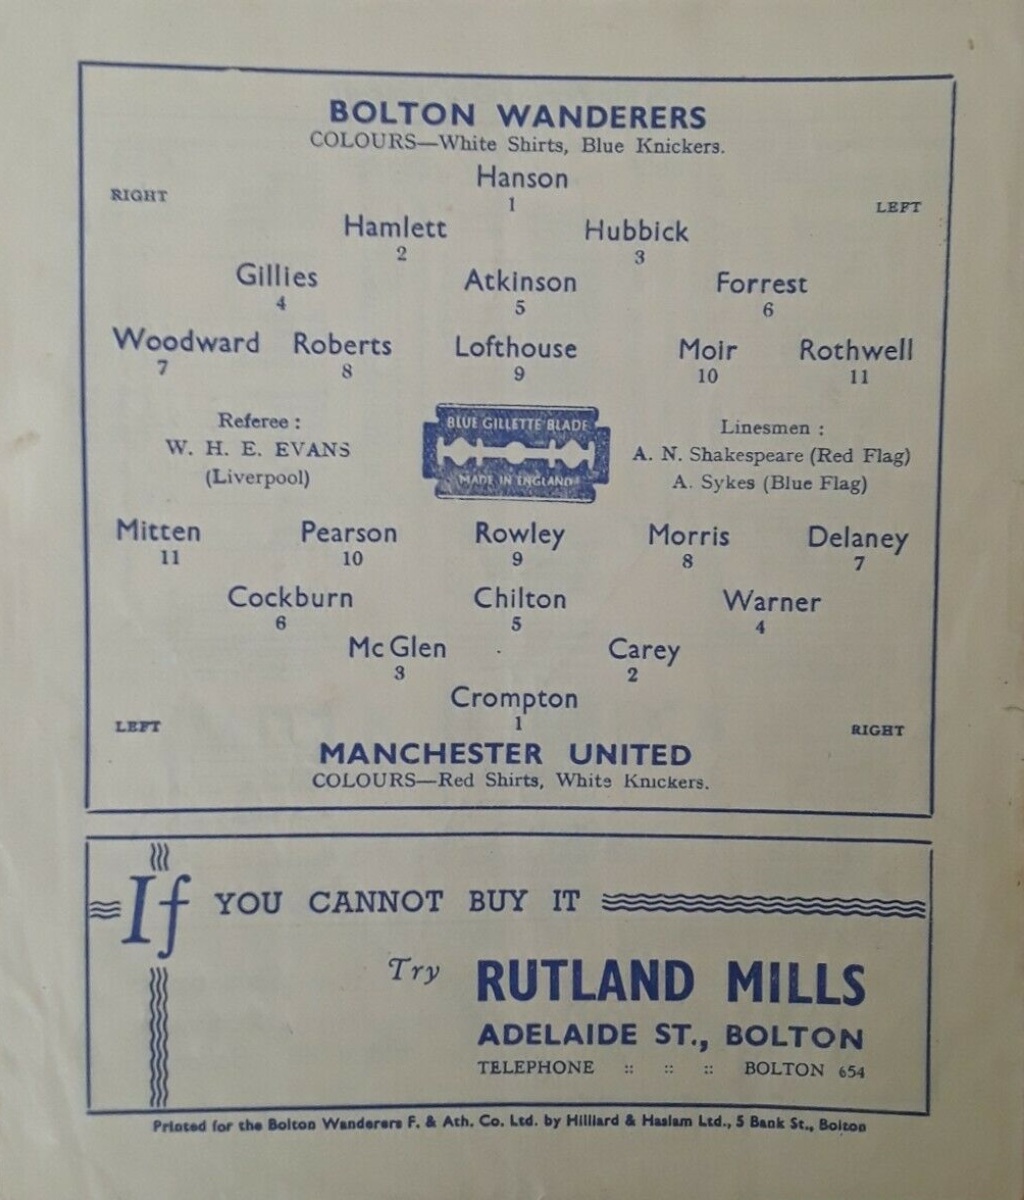 BOLTON WANDERERS
COLOURS—White Shirts, Blue Knickers.
Hanson
1
RIGHT
LEFT
Hamlett Hubbick
2 3
Gillies Atkinson Forrest
4 5 6
Woodward Roberts Lofthouse Moir Rothwell
7 8 9 10 11
Referee :
W. H. E. EVANS
(Liverpool)
BLUE GILLETTE BLADE
MADE IN ENGLAND
Linesmen :
A. N. Shakespeare (Red Flag)
A. Sykes (Blue Flag)
Mitten Pearson Rowley Morris Delaney
11 10 9 8 7
Cockburn Chilton Warner
6 5 4
McGlen Carey
3 2
Crompton
1
LEFT
RIGHT
MANCHESTER UNITED
COLOURS—Red Shirts, White Knickers.
If YOU CANNOT BUY IT
Try RUTLAND MILLS
ADELAIDE ST., BOLTON
TELEPHONE :: :: :: BOLTON 654
Printed for the Bolton Wanderers F. & Ath. Co. Ltd. by Hilliard & Haslam Ltd., 5 Bank St., Bolton